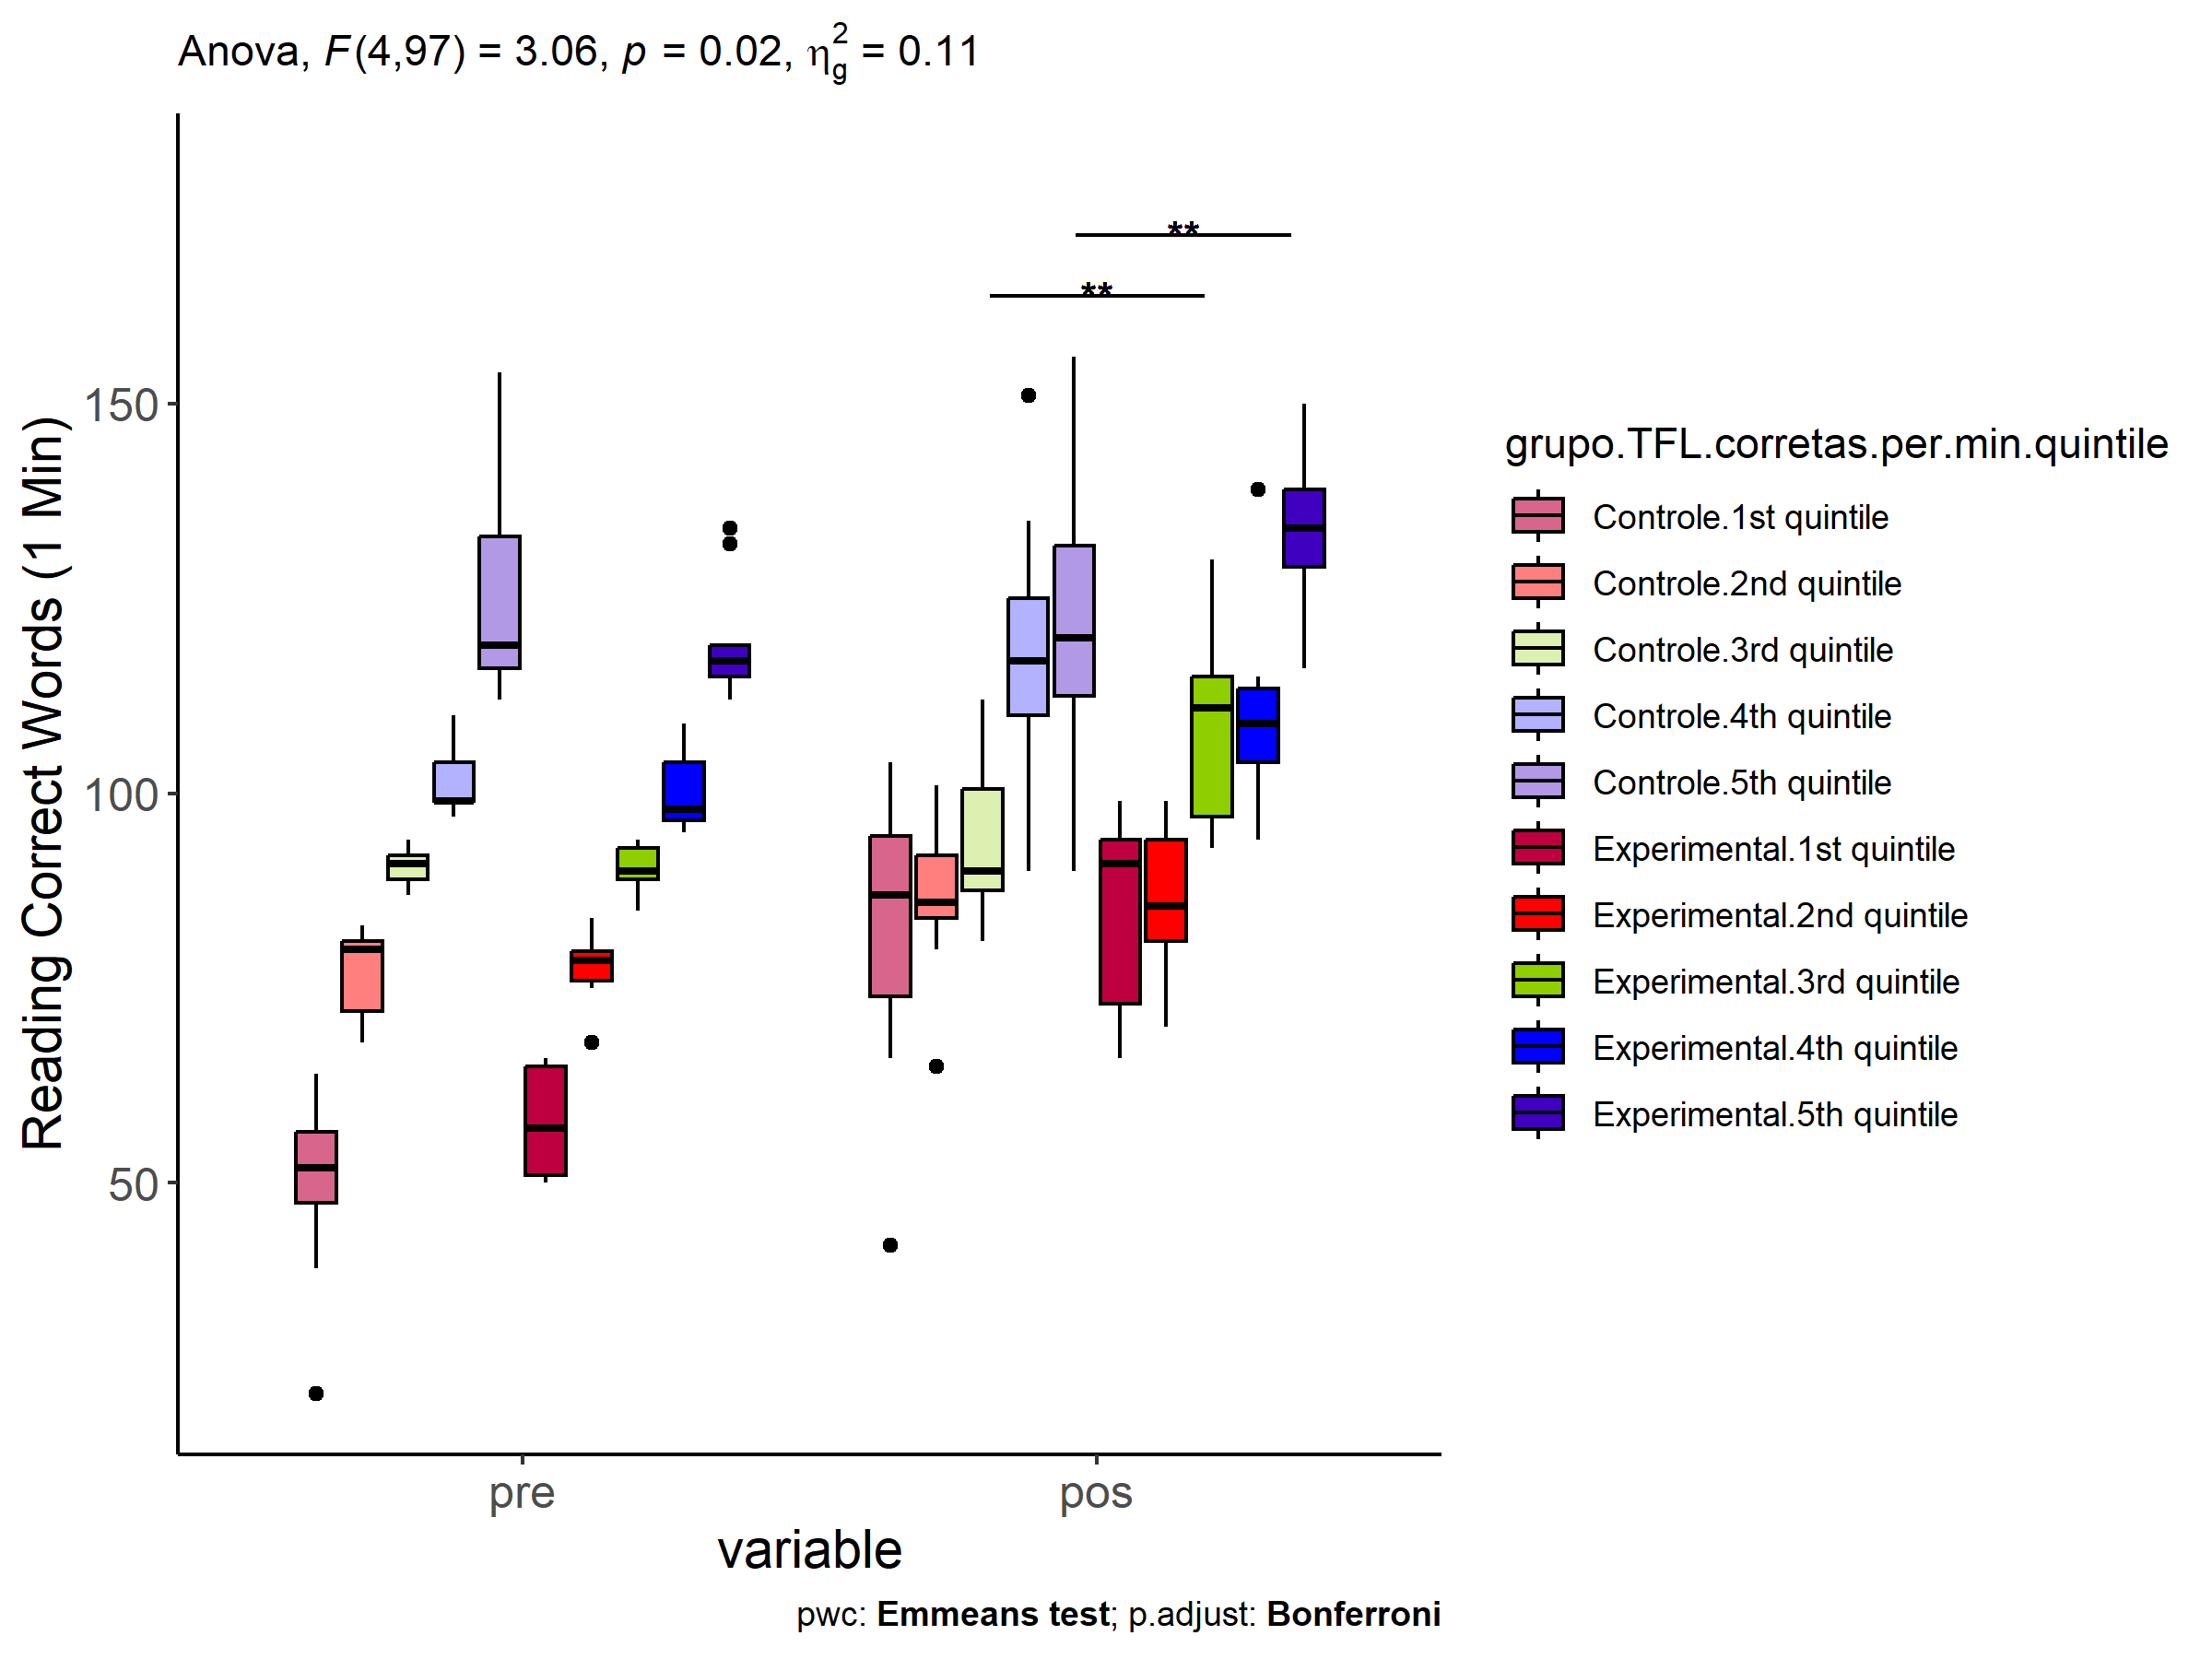 Anova, F(4,97) = 3.06, p = 0.02, η²g = 0.11
Reading Correct Words (1 Min)
150
100
50
**
**
pre
pos
variable
pwc: Emmeans test; p.adjust: Bonferroni
grupo.TFL.corretas.per.min.quintile
Controle.1st quintile
Controle.2nd quintile
Controle.3rd quintile
Controle.4th quintile
Controle.5th quintile
Experimental.1st quintile
Experimental.2nd quintile
Experimental.3rd quintile
Experimental.4th quintile
Experimental.5th quintile